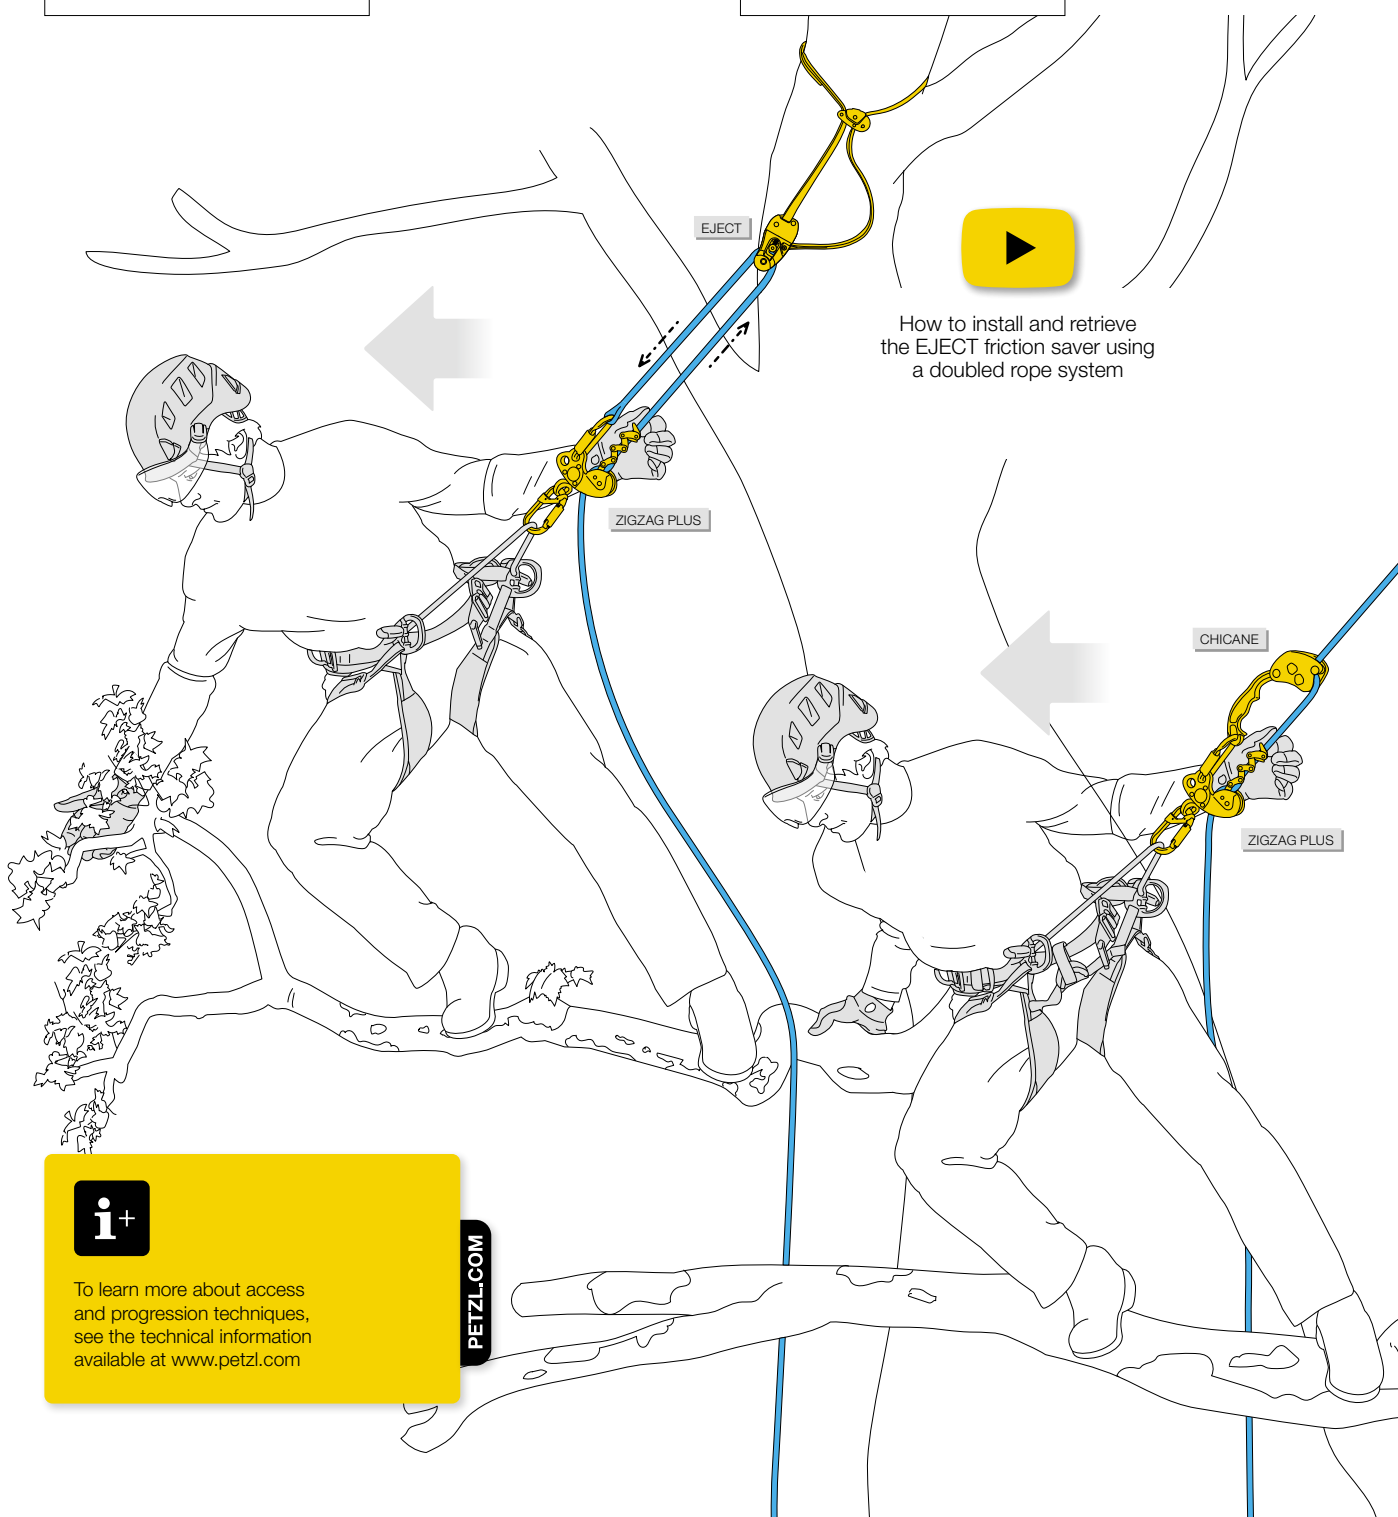 EJECT
How to install and retrieve
the EJECT friction saver using
a doubled rope system
ZIGZAG PLUS
CHICANE
ZIGZAG PLUS
i+
To learn more about access
and progression techniques,
see the technical information
available at www.petzl.com
PETZL.COM